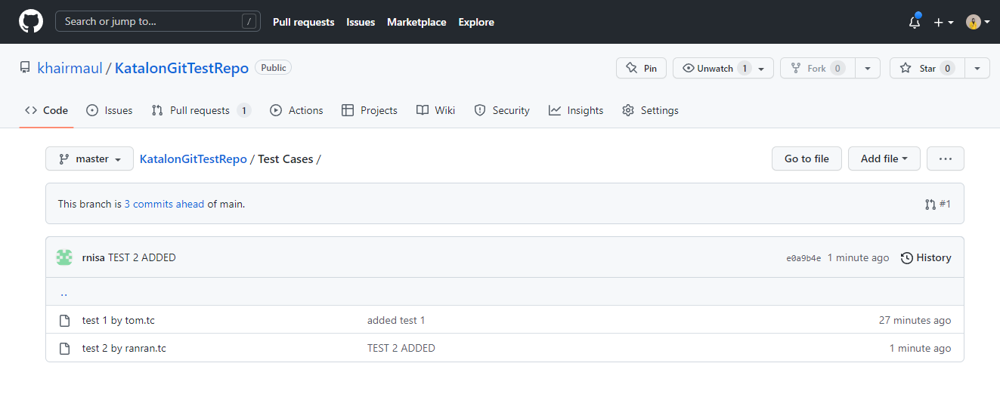 Search or jump to... / Pull requests Issues Marketplace Explore
khairmaul / KatalonGitTestRepo Public Pin Unwatch 1 Fork 0 Star 0
Code Issues Pull requests 1 Actions Projects Wiki Security Insights Settings
master KatalonGitTestRepo / Test Cases / Go to file Add file ...
This branch is 3 commits ahead of main. #1
rnisa TEST 2 ADDED e0a9b4e 1 minute ago History
..
test 1 by tom.tc added test 1 27 minutes ago
test 2 by ranran.tc TEST 2 ADDED 1 minute ago